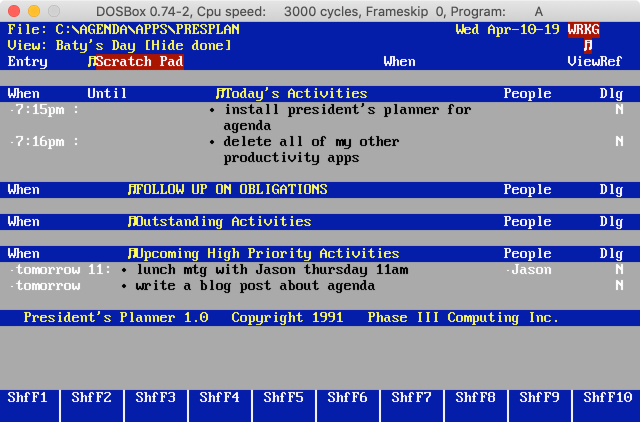 DOSBox 0.74-2, Cpu speed: 3000 cycles, Frameskip 0, Program: A
File: C:\AGENDA\APPS\PRESPLAN Wed Apr-10-19 WRKG
View: Baty's Day [Hide done] ♫
Entry ♫Scratch Pad When ViewRef
When Until ♫Today's Activities People Dlg
·7:15pm : • install president's planner for N
agenda
·7:16pm : • delete all of my other N
productivity apps
When ♫FOLLOW UP ON OBLIGATIONS People Dlg
When ♫Outstanding Activities People Dlg
When ♫Upcoming High Priority Activities People Dlg
·tomorrow 11: • lunch mtg with Jason thursday 11am ·Jason N
·tomorrow • write a blog post about agenda N
President's Planner 1.0 Copyright 1991 Phase III Computing Inc.
ShfF1 ShfF2 ShfF3 ShfF4 ShfF5 ShfF6 ShfF7 ShfF8 ShfF9 ShfF10